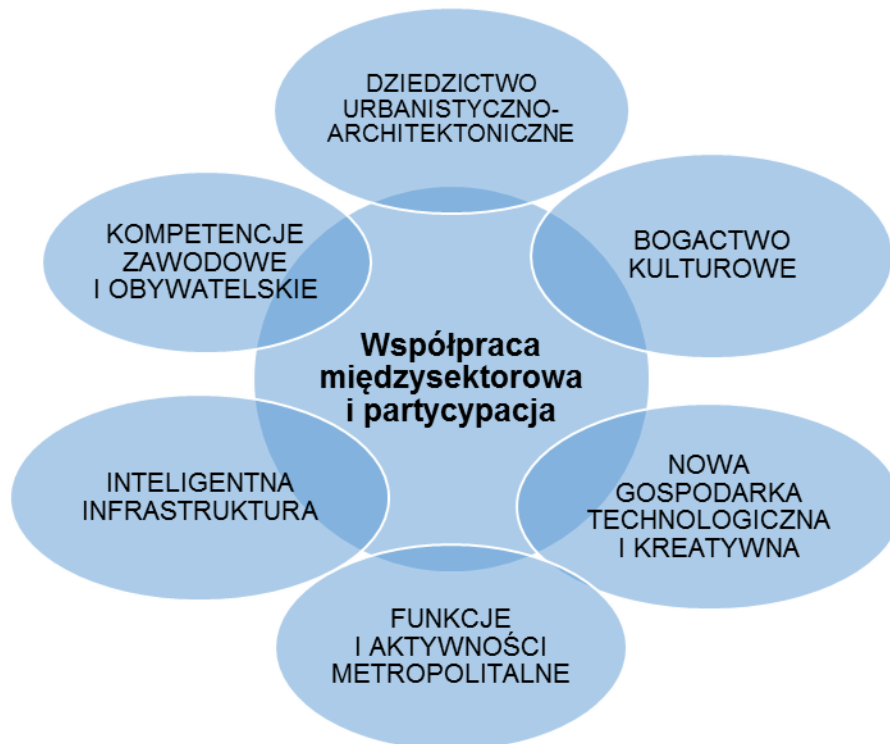 DZIEDZICTWO
URBANISTYCZNO-
ARCHITEKTONICZNE
KOMPETENCJE
ZAWODOWE
I OBYWATELSKIE
BOGACTWO
KULTUROWE
Współpraca
międzysektorowa
i partycypacja
INTELIGENTNA
INFRASTRUKTURA
NOWA
GOSPODARKA
TECHNOLOGICZNA
I KREATYWNA
FUNKCJE
I AKTYWNOŚCI
METROPOLITALNE